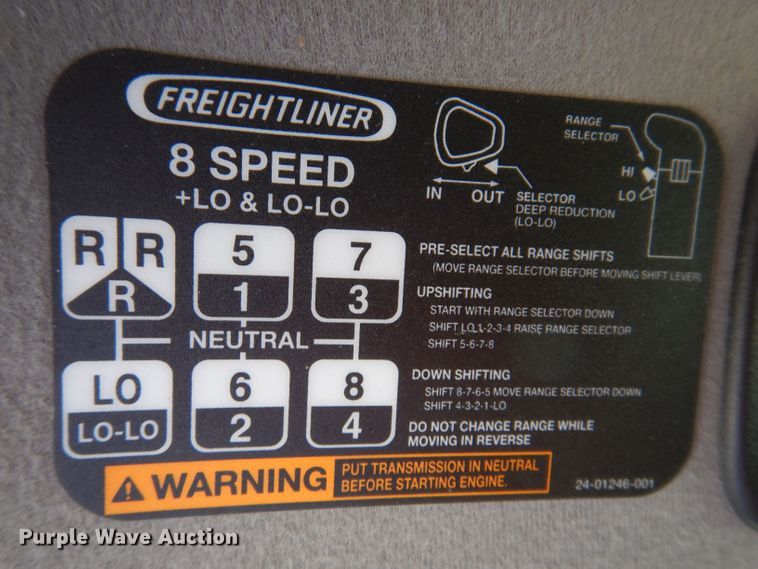 FREIGHTLINER
8 SPEED
+LO & LO-LO
RANGE
SELECTOR
HI
LO
IN OUT
SELECTOR
DEEP REDUCTION
(LO-LO)
R R 5 7
R 1 3
NEUTRAL
LO 6 8
LO-LO 2 4
PRE-SELECT ALL RANGE SHIFTS
(MOVE RANGE SELECTOR BEFORE MOVING SHIFT LEVER)
UPSHIFTING
START WITH RANGE SELECTOR DOWN
SHIFT LO,1-2-3-4 RAISE RANGE SELECTOR
SHIFT 5-6-7-8
DOWN SHIFTING
SHIFT 8-7-6-5 MOVE RANGE SELECTOR DOWN
SHIFT 4-3-2-1-LO
DO NOT CHANGE RANGE WHILE
MOVING IN REVERSE
WARNING
PUT TRANSMISSION IN NEUTRAL
BEFORE STARTING ENGINE.
24-01246-001
Purple Wave Auction